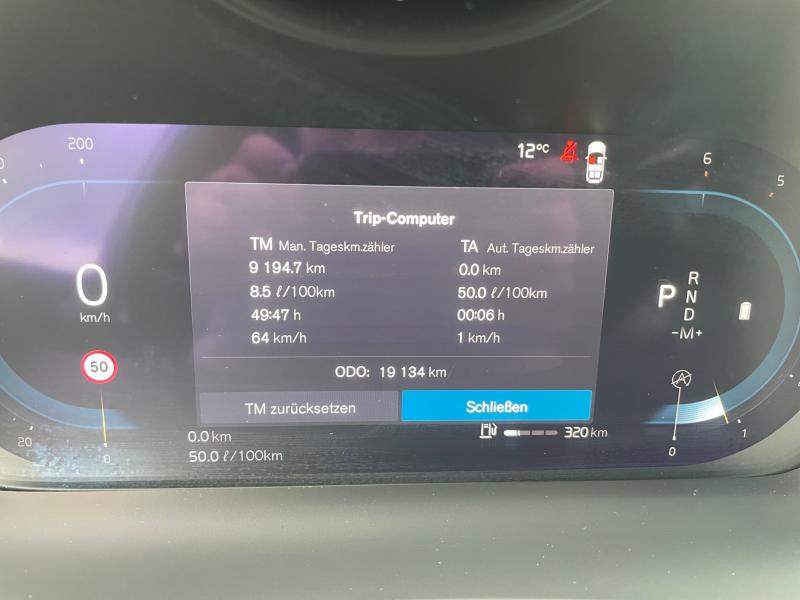 200
12°C
6
5
Trip-Computer
TM Man. Tageskm.zähler
9 194.7 km
8.5 ℓ/100km
49:47 h
64 km/h
TA Aut. Tageskm.zähler
0.0 km
50.0 ℓ/100km
00:06 h
1 km/h
ODO: 19 134 km
TM zurücksetzen
Schließen
0
km/h
50
20
0
0.0 km
50.0 ℓ/100km
320 km
P
R
N
D
-M+
A
1
0